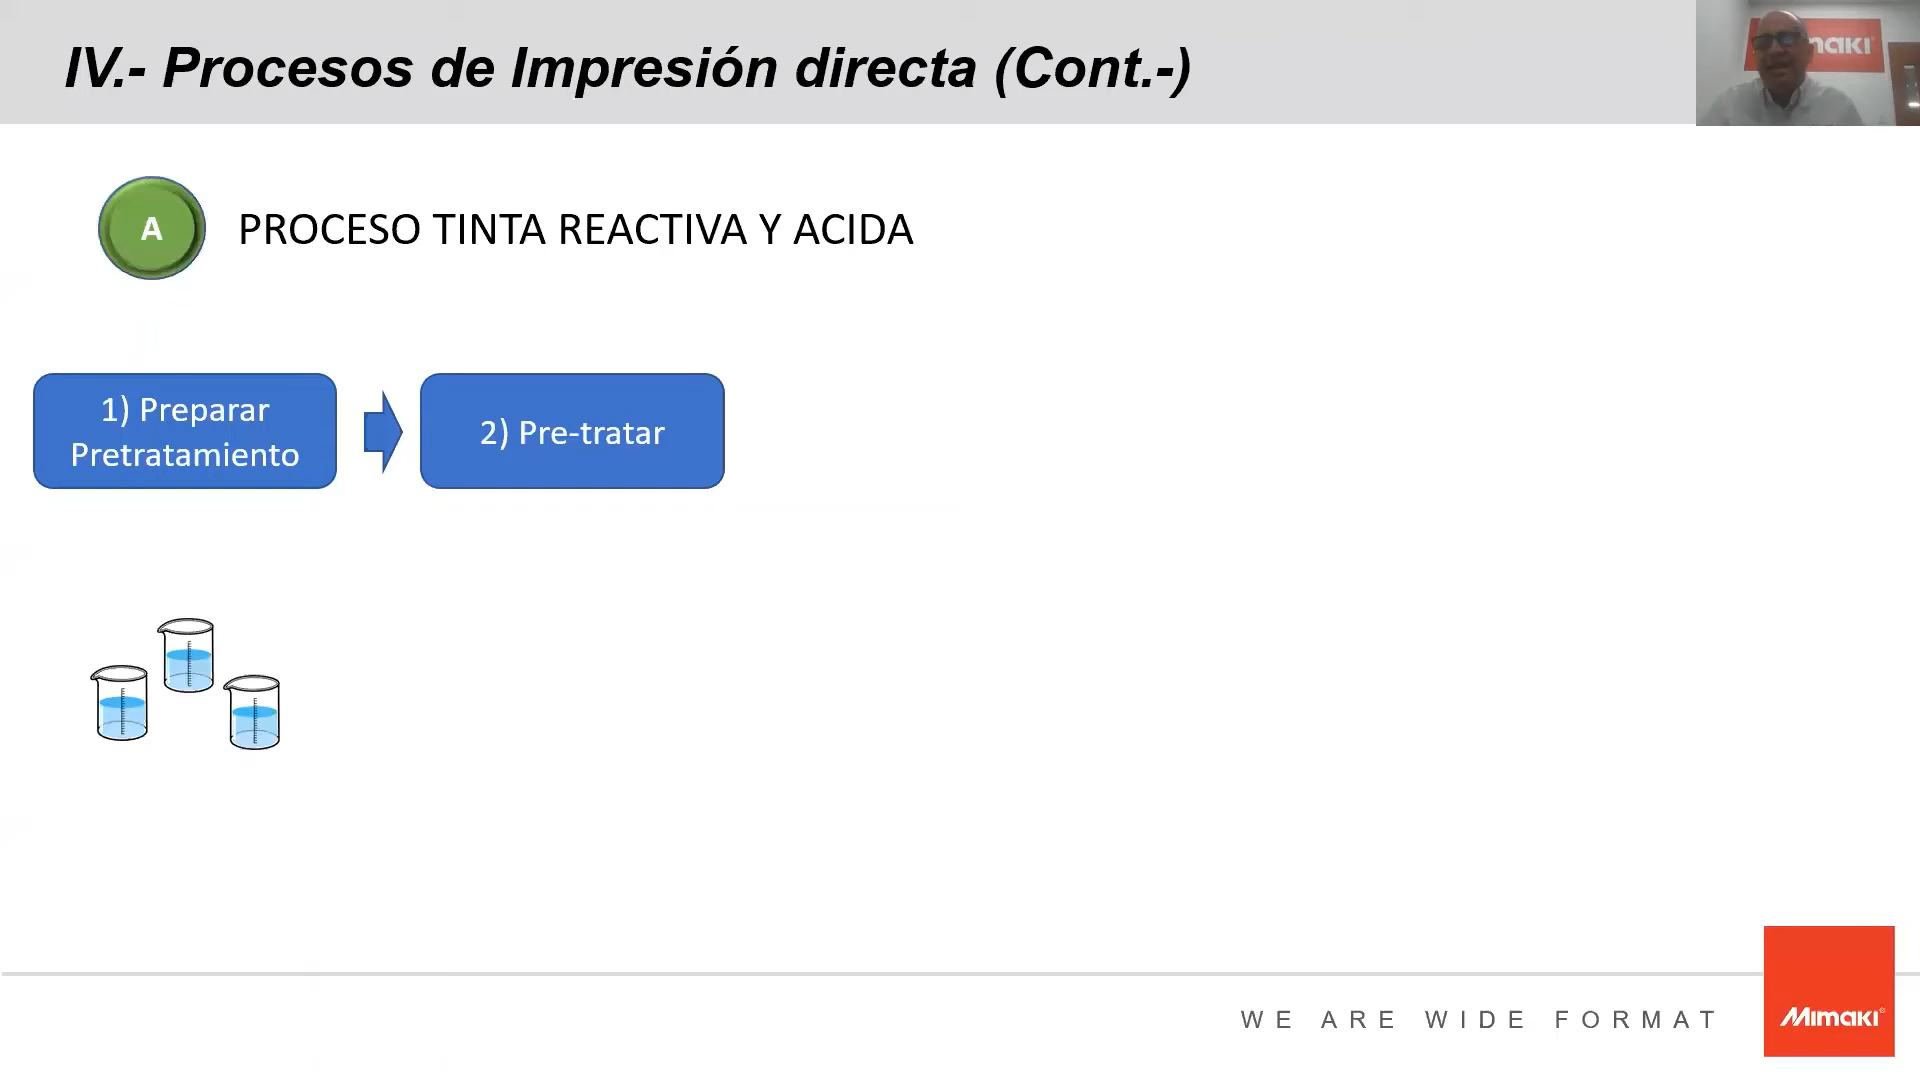 IV.- Procesos de Impresión directa (Cont.-)
maki
A
PROCESO TINTA REACTIVA Y ACIDA
1) Preparar
Pretratamiento
2) Pre-tratar
WE ARE WIDE FORMAT
Mimaki